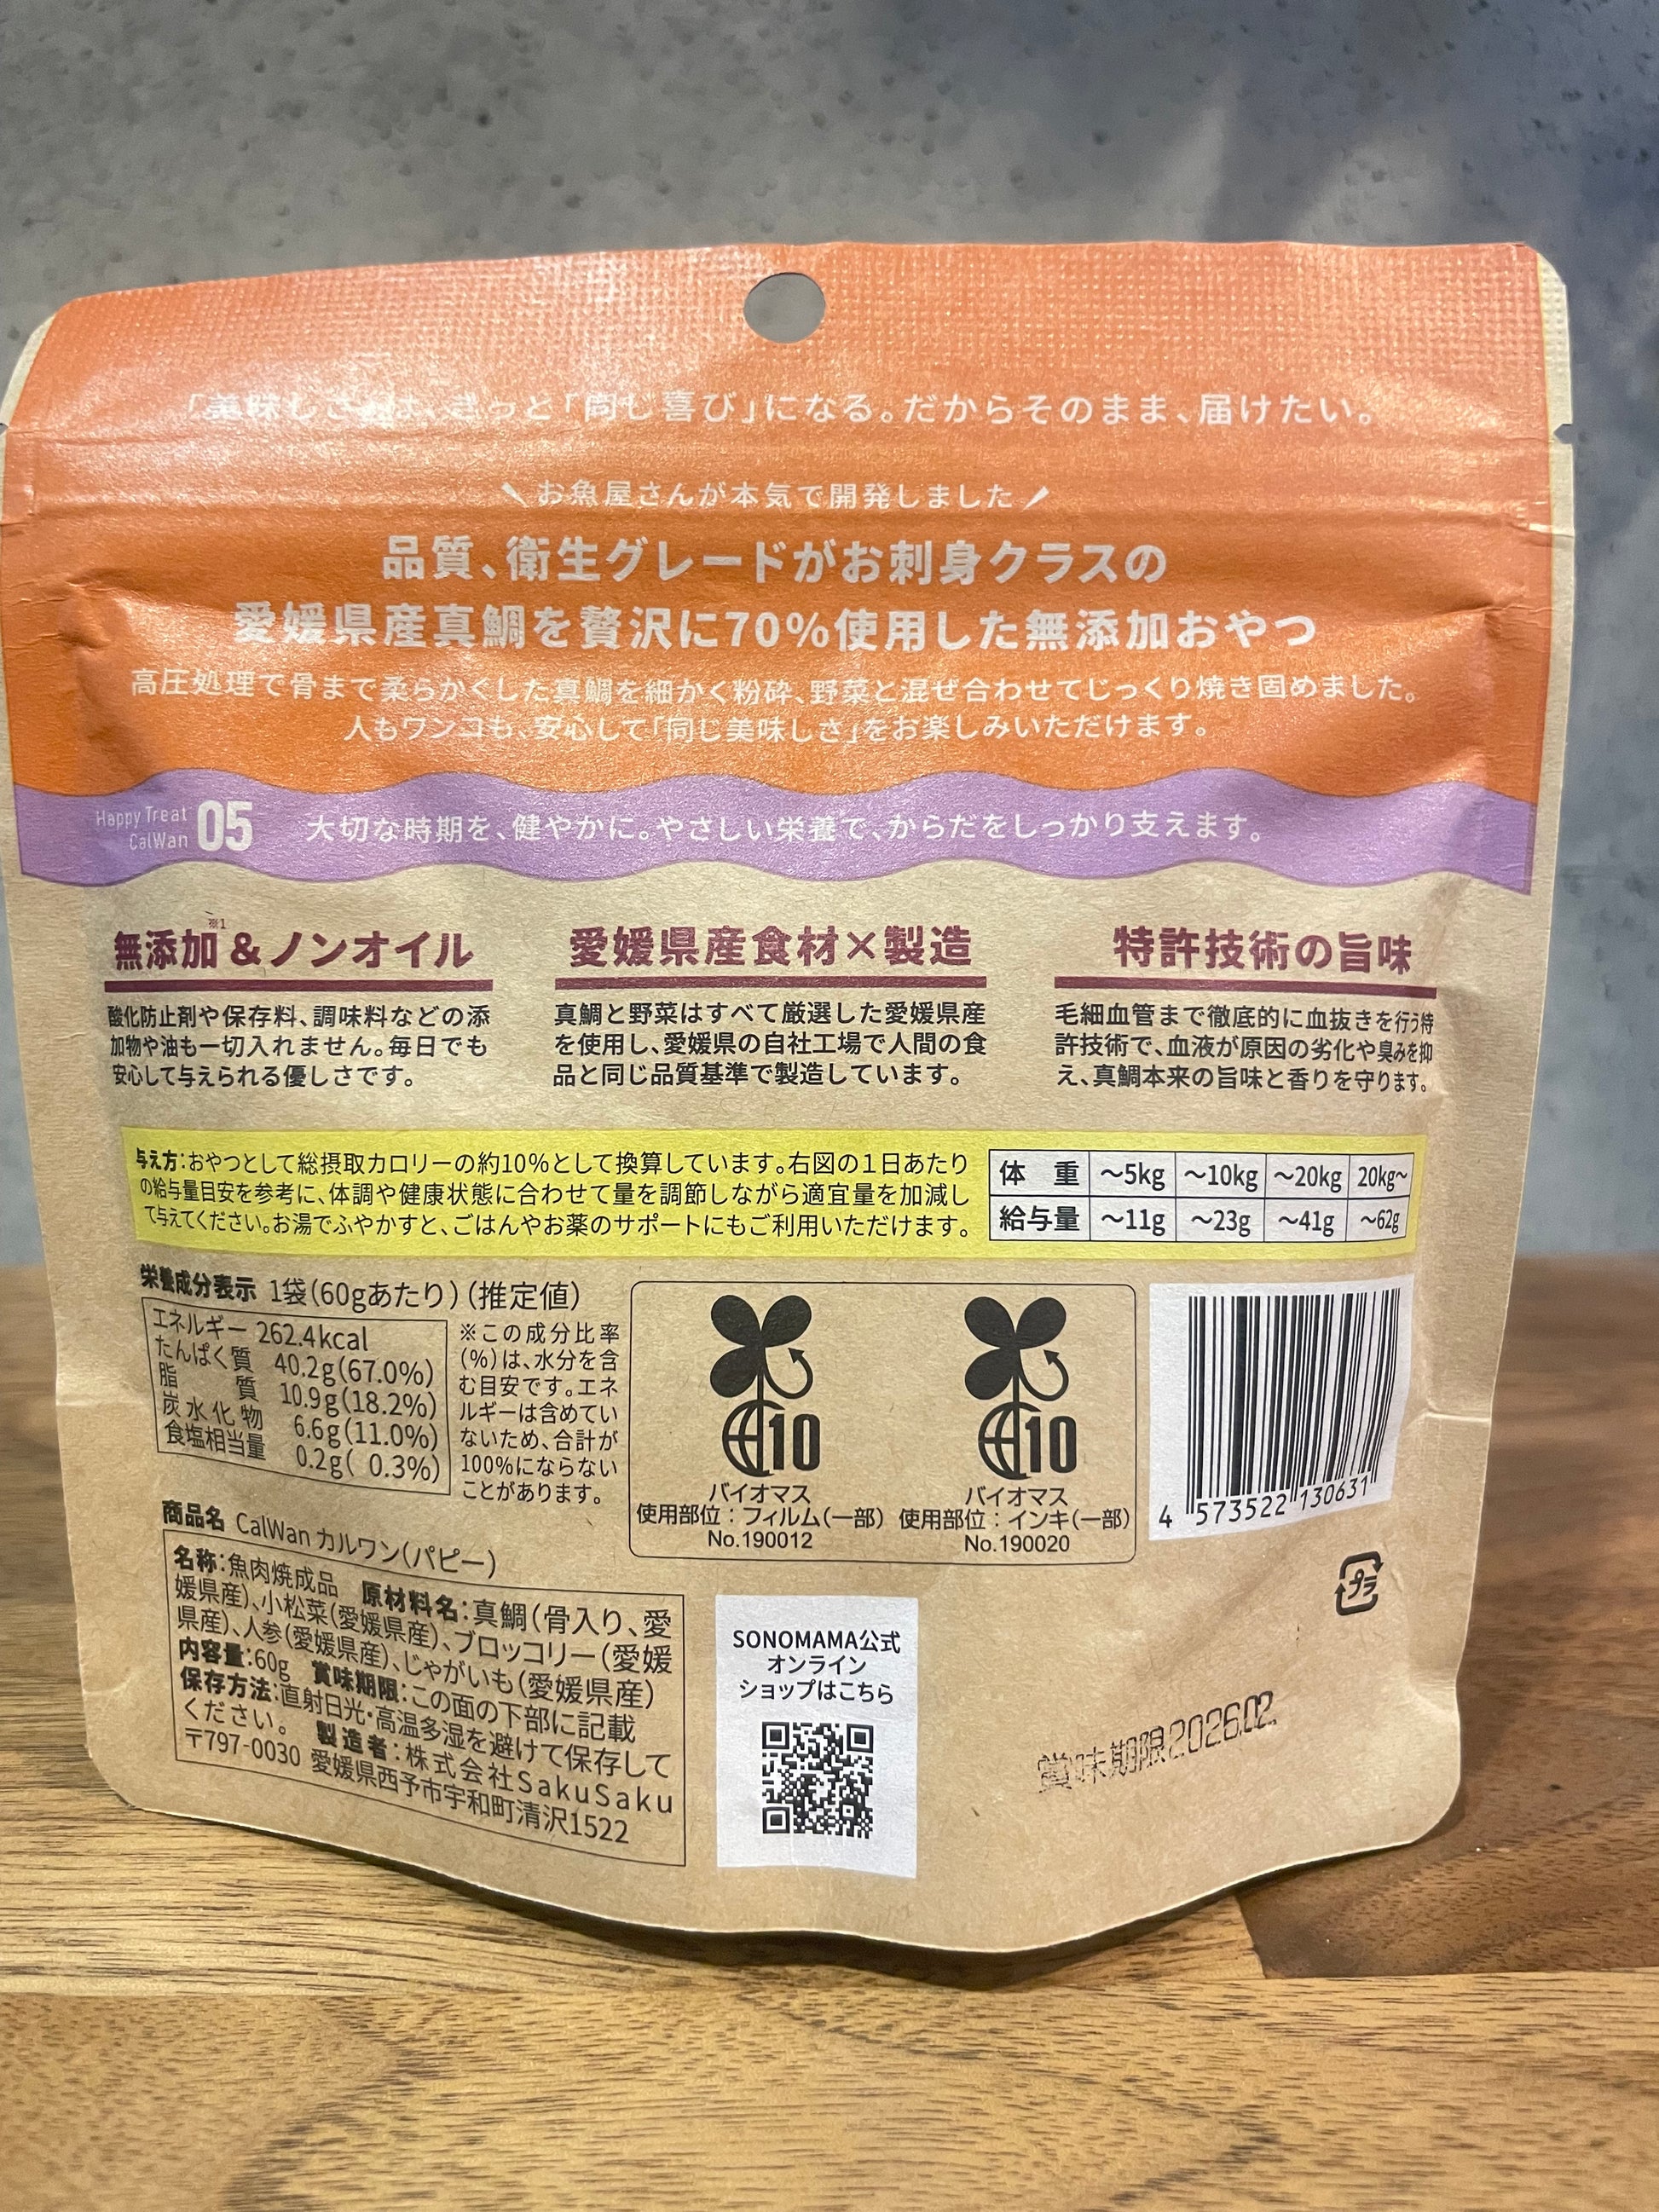 「美味しさ」は、きっと「同じ喜び」になる。だからそのまま、届けたい。
お魚屋さんが本気で開発しました
品質、衛生グレードがお刺身クラスの
愛媛県産真鯛を贅沢に70%使用した無添加おやつ
高圧処理で骨まで柔らかくした真鯛を細かく粉砕、野菜と混ぜ合わせてじっくり焼き固めました。
人もワンコも、安心して「同じ美味しさ」をお楽しみいただけます。
Happy Treat
CalWan
05
大切な時期を、健やかに。やさしい栄養で、からだをしっかり支えます。
無添加※1&ノンオイル
酸化防止剤や保存料、調味料などの添
加物や油も一切入れません。毎日でも
安心して与えられる優しさです。
愛媛県産食材×製造
真鯛と野菜はすべて厳選した愛媛県産
を使用し、愛媛県の自社工場で人間の食
品と同じ品質基準で製造しています。
特許技術の旨味
毛細血管まで徹底的に血抜きを行う特
許技術で、血液が原因の劣化や臭みを抑
え、真鯛本来の旨味と香りを守ります。
与え方:おやつとして総摂取カロリーの約10%として換算しています。右図の1日あたり
の給与量目安を参考に、体調や健康状態に合わせて量を調節しながら適宜量を加減し
て与えてください。お湯でふやかすと、ごはんやお薬のサポートにもご利用いただけます。
体 重 ~5kg ~10kg ~20kg 20kg~
給与量 ~11g ~23g ~41g ~62g
栄養成分表示 1袋(60gあたり)(推定値)
エネルギー 262.4kcal
たんぱく質 40.2g(67.0%)
脂質 10.9g(18.2%)
炭水化物 6.6g(11.0%)
食塩相当量 0.2g( 0.3%)
※この成分比率
(%)は、水分を含
む目安です。エネ
ルギーは含めてい
ないため、合計が
100%にならない
ことがあります。
10
バイオマス
使用部位:フィルム(一部)
No.190012
10
バイオマス
使用部位:インキ(一部)
No.190020
4 573522 130631
商品名 CalWan カルワン(パピー)
名称:魚肉焼成品 原材料名:真鯛(骨入り、愛
媛県産)、小松菜(愛媛県産)、ブロッコリー(愛媛
県産)、人参(愛媛県産)、じゃがいも(愛媛県産)
内容量:60g 賞味期限:この面の下部に記載
保存方法:直射日光・高温多湿を避けて保存して
ください。 製造者:株式会社SakuSaku
〒797-0030 愛媛県西予市宇和町清沢1522
SONOMAMA公式
オンライン
ショップはこちら
プラ
賞味期限2026.02